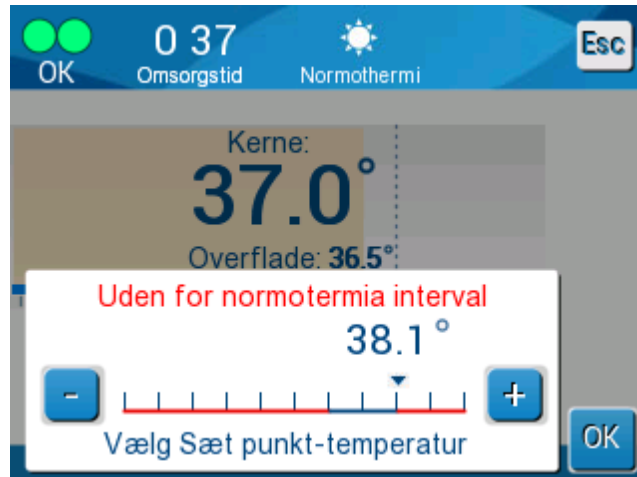 OK
0 37
Omsorgstid
Normothermi
Esc
Kerne:
37.0°
Overflade: 36.5°
Uden for normotermia interval
38.1 °
- +
Vælg Sæt punkt-temperatur
OK